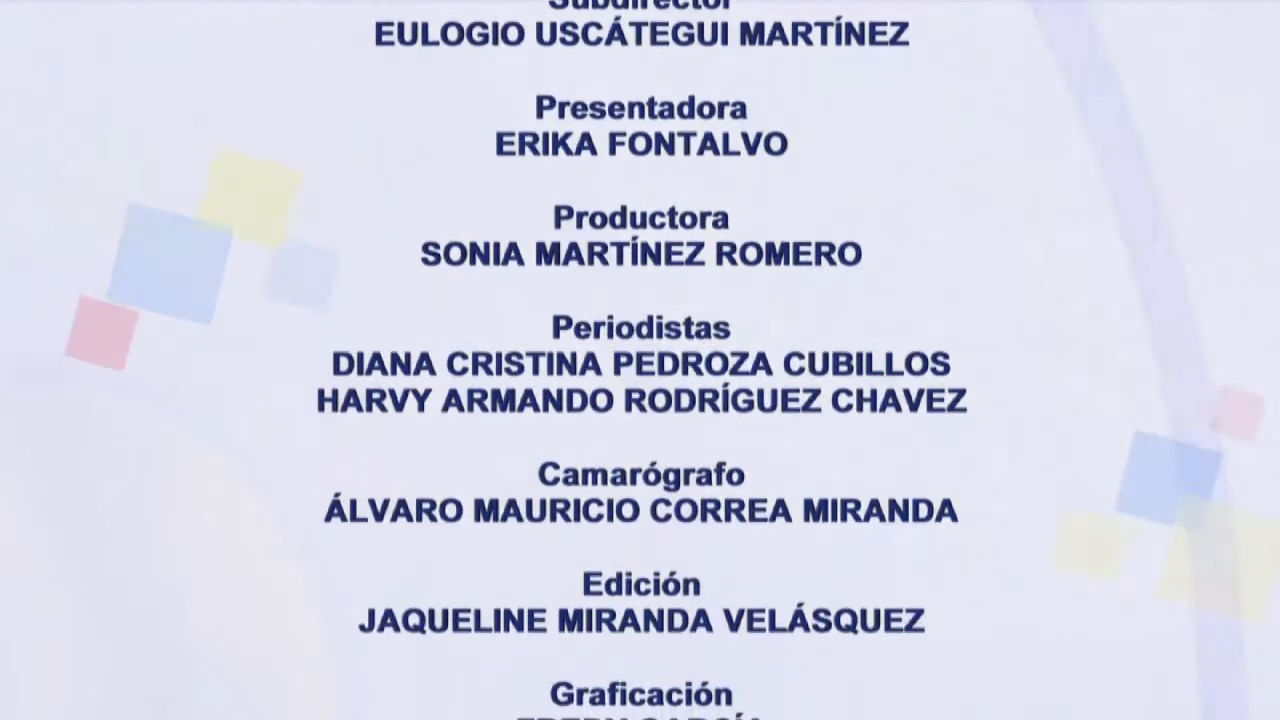 Subdirector
EULOGIO USCÁTEGUI MARTÍNEZ
Presentadora
ERIKA FONTALVO
Productora
SONIA MARTÍNEZ ROMERO
Periodistas
DIANA CRISTINA PEDROZA CUBILLOS
HARVY ARMANDO RODRÍGUEZ CHAVEZ
Camarógrafo
ÁLVARO MAURICIO CORREA MIRANDA
Edición
JAQUELINE MIRANDA VELÁSQUEZ
Graficación